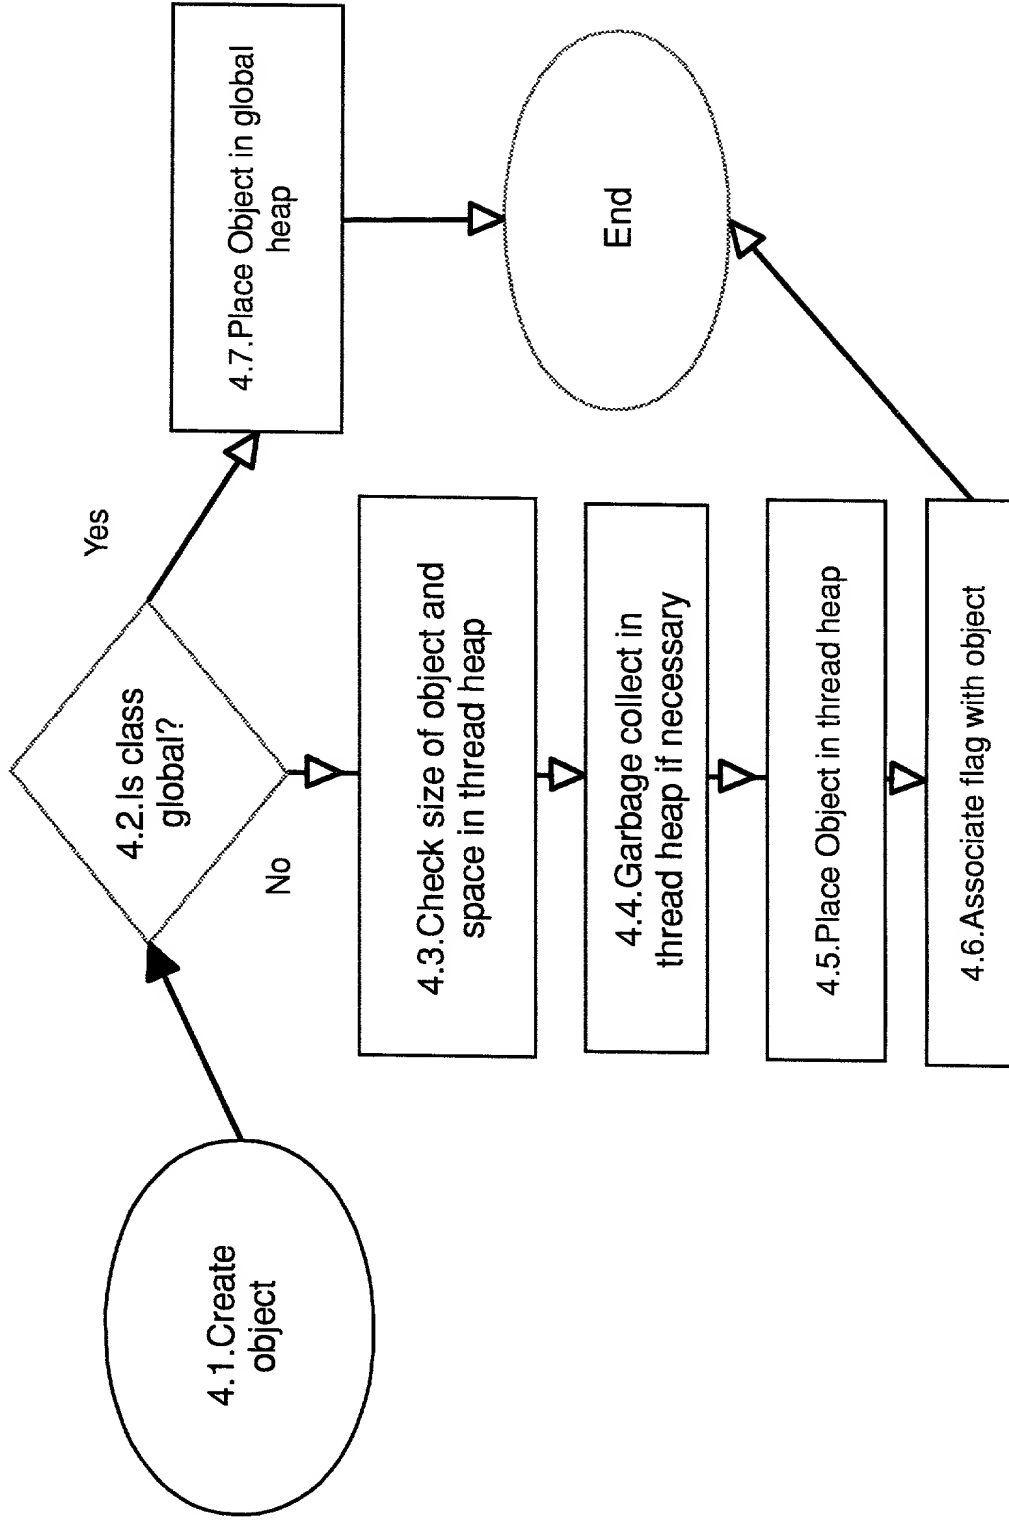 4.1.Create
object
4.2.Is class
global?
Yes
No
4.7.Place Object in global
heap
4.3.Check size of object and
space in thread heap
4.4.Garbage collect in
thread heap if necessary
4.5.Place Object in thread heap
4.6.Associate flag with object
End